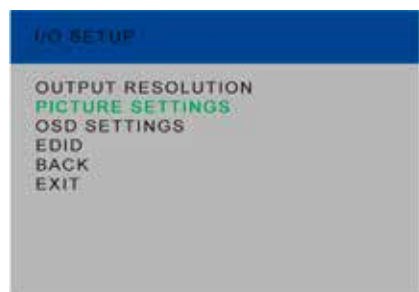 I/O SETUP
OUTPUT RESOLUTION
PICTURE SETTINGS
OSD SETTINGS
EDID
BACK
EXIT